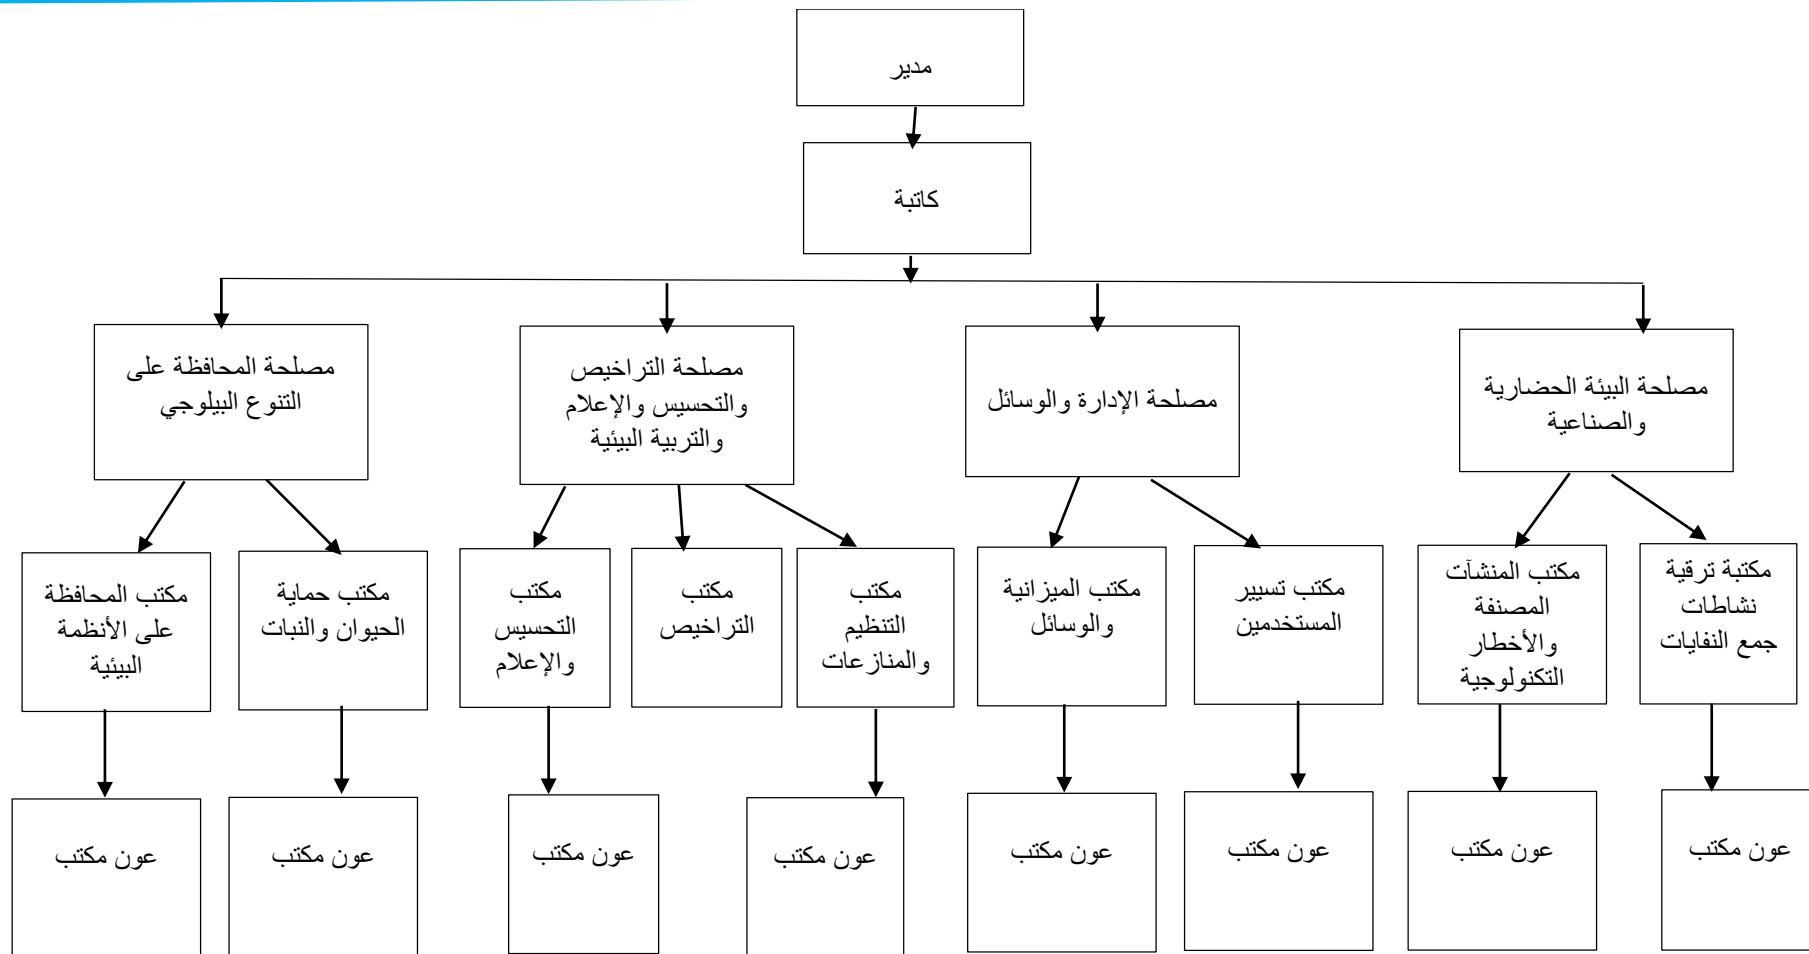 مدير
كاتبة
مصلحة البيئة الحضارية
والصناعية
مصلحة الإدارة والوسائل
مصلحة التراخيص
والتحسيس والإعلام
والتربية البيئية
مصلحة المحافظة على
التنوع البيلوجي
مكتبة ترقية
نشاطات
جمع النفايات
مكتب المنشآت
المصنفة
والأخطار
التكنولوجية
مكتب تسيير
المستخدمين
مكتب الميزانية
والوسائل
مكتب
التنظيم
والمنازعات
مكتب
التراخيص
مكتب
التحسيس
والإعلام
مكتب حماية
الحيوان والنبات
مكتب المحافظة
على الأنظمة
البيئية
عون مكتب
عون مكتب
عون مكتب
عون مكتب
عون مكتب
عون مكتب
عون مكتب
عون مكتب